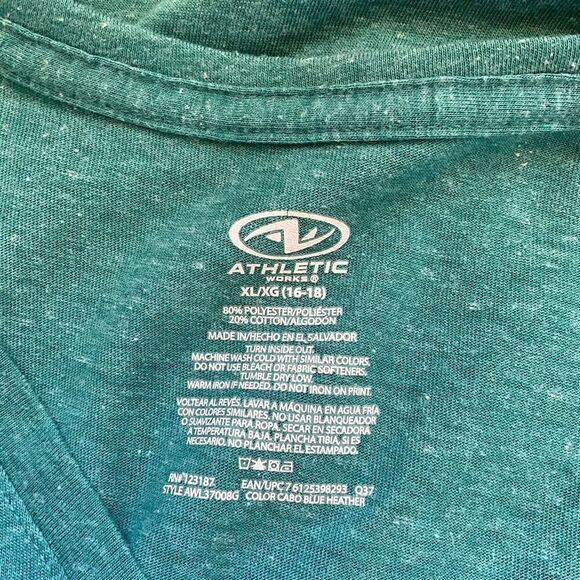 ATHLETIC
WORKS®
XL/XG (16-18)
80% POLYESTER/POLIÉSTER
20% COTTON/ALGODÓN
MADE IN/HECHO EN EL SALVADOR
TURN INSIDE OUT.
MACHINE WASH COLD WITH SIMILAR COLORS.
DO NOT USE BLEACH OR FABRIC SOFTENERS.
TUMBLE DRY LOW.
WARM IRON IF NEEDED. DO NOT IRON ON PRINT.
VOLTEAR AL REVÉS. LAVAR A MÁQUINA EN AGUA FRÍA
CON COLORES SIMILARES. NO USAR BLANQUEADOR
O SUAVIZANTE PARA ROPA. SECAR EN SECADORA
A TEMPERATURA BAJA. PLANCHA TIBIA, SI ES
NECESARIO. NO PLANCHAR EL ESTAMPADO.
RN# 123187 EAN/UPC 7 6125398293 Q37
STYLE AWL37008G COLOR CABO BLUE HEATHER